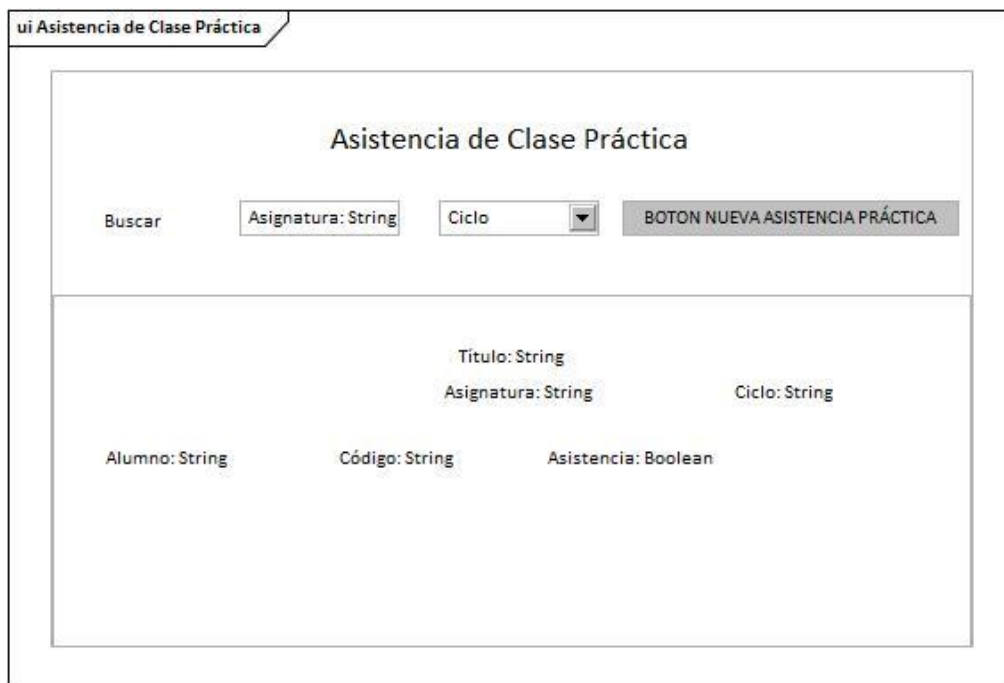 ui Asistencia de Clase Práctica
Asistencia de Clase Práctica
Buscar Asignatura: String Ciclo BOTON NUEVA ASISTENCIA PRÁCTICA
Título: String
Asignatura: String Ciclo: String
Alumno: String Código: String Asistencia: Boolean